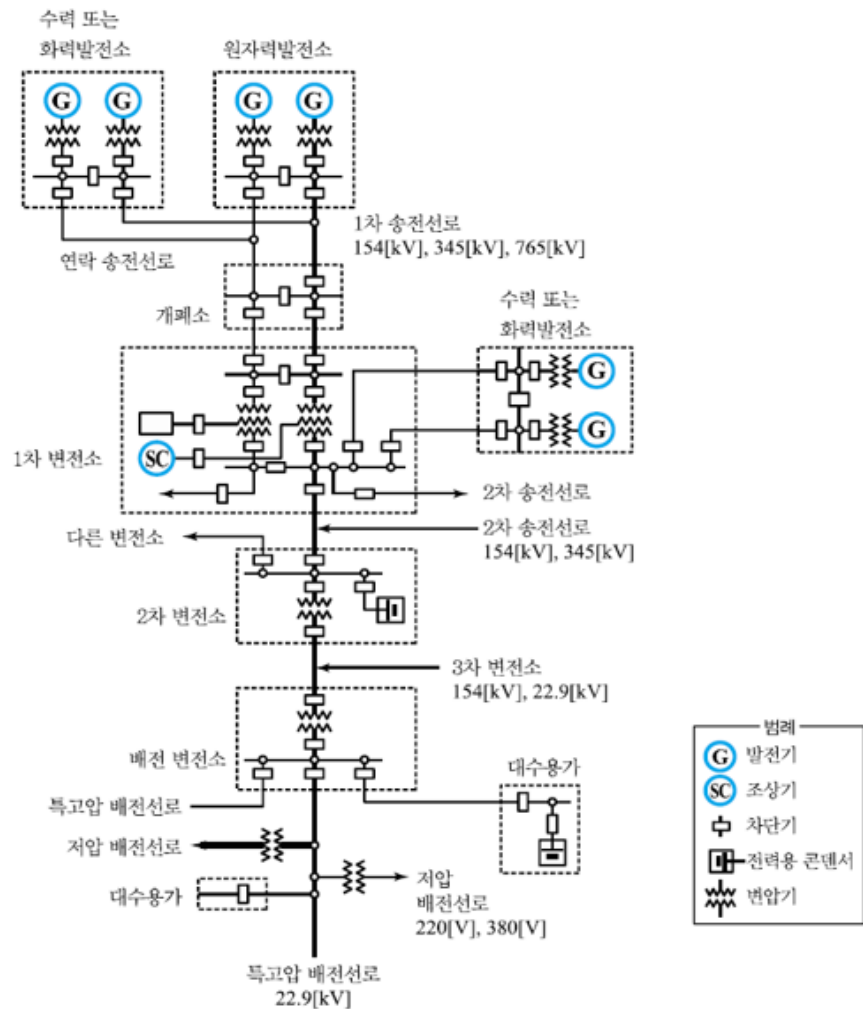 수력 또는
화력발전소
원자력발전소
G
G
G
G
1차 송전선로
154[kV], 345[kV], 765[kV]
연락 송전선로
개폐소
수력 또는
화력발전소
G
G
SC
1차 변전소
2차 송전선로
2차 송전선로
154[kV], 345[kV]
다른 변전소
2차 변전소
3차 변전소
154[kV], 22.9[kV]
배전 변전소
대수용가
특고압 배전선로
저압 배전선로
대수용가
저압
배전선로
220[V], 380[V]
특고압 배전선로
22.9[kV]
범례
G 발전기
SC 조상기
차단기
전력용 콘덴서
변압기